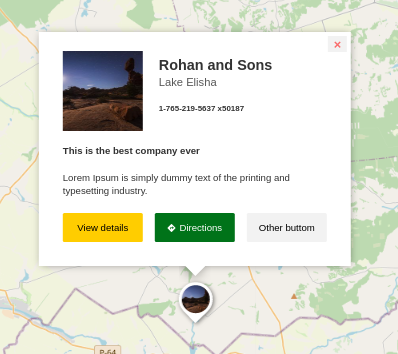 ×
Rohan and Sons
Lake Elisha
1-765-219-5637 x50187
This is the best company ever
Lorem Ipsum is simply dummy text of the printing and
typesetting industry.
View details
Directions
Other buttom
P-64